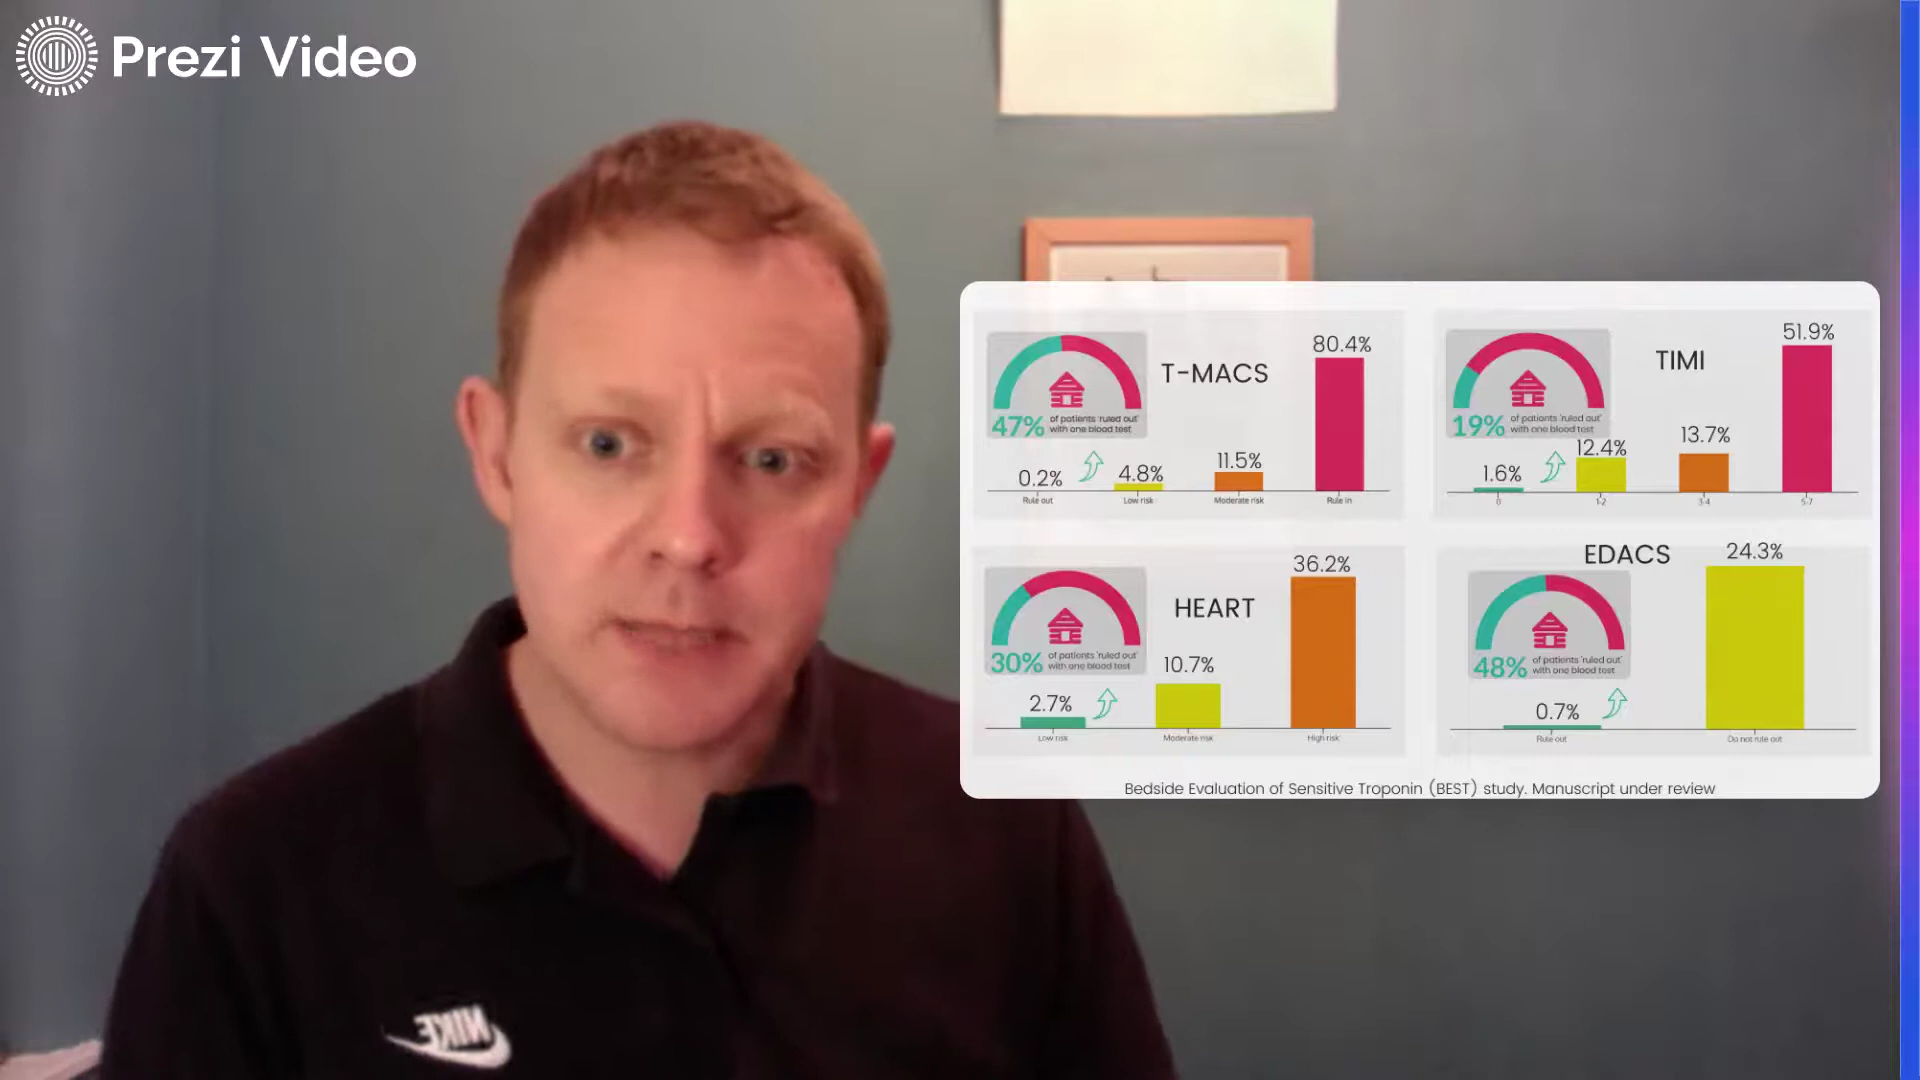 Prezi Video
T-MACS
80.4%
47%
of patients 'ruled out'
with one blood test
0.2%
4.8%
11.5%
Rule out
Low risk
Moderate risk
Rule in
TIMI
51.9%
19%
of patients 'ruled out'
with one blood test
1.6%
12.4%
13.7%
0
1-2
3-4
5-7
HEART
36.2%
30%
of patients 'ruled out'
with one blood test
2.7%
10.7%
Low risk
Moderate risk
High risk
EDACS
24.3%
48%
of patients 'ruled out'
with one blood test
0.7%
Rule out
Do not rule out
Bedside Evaluation of Sensitive Troponin (BEST) study. Manuscript under review
NIKE